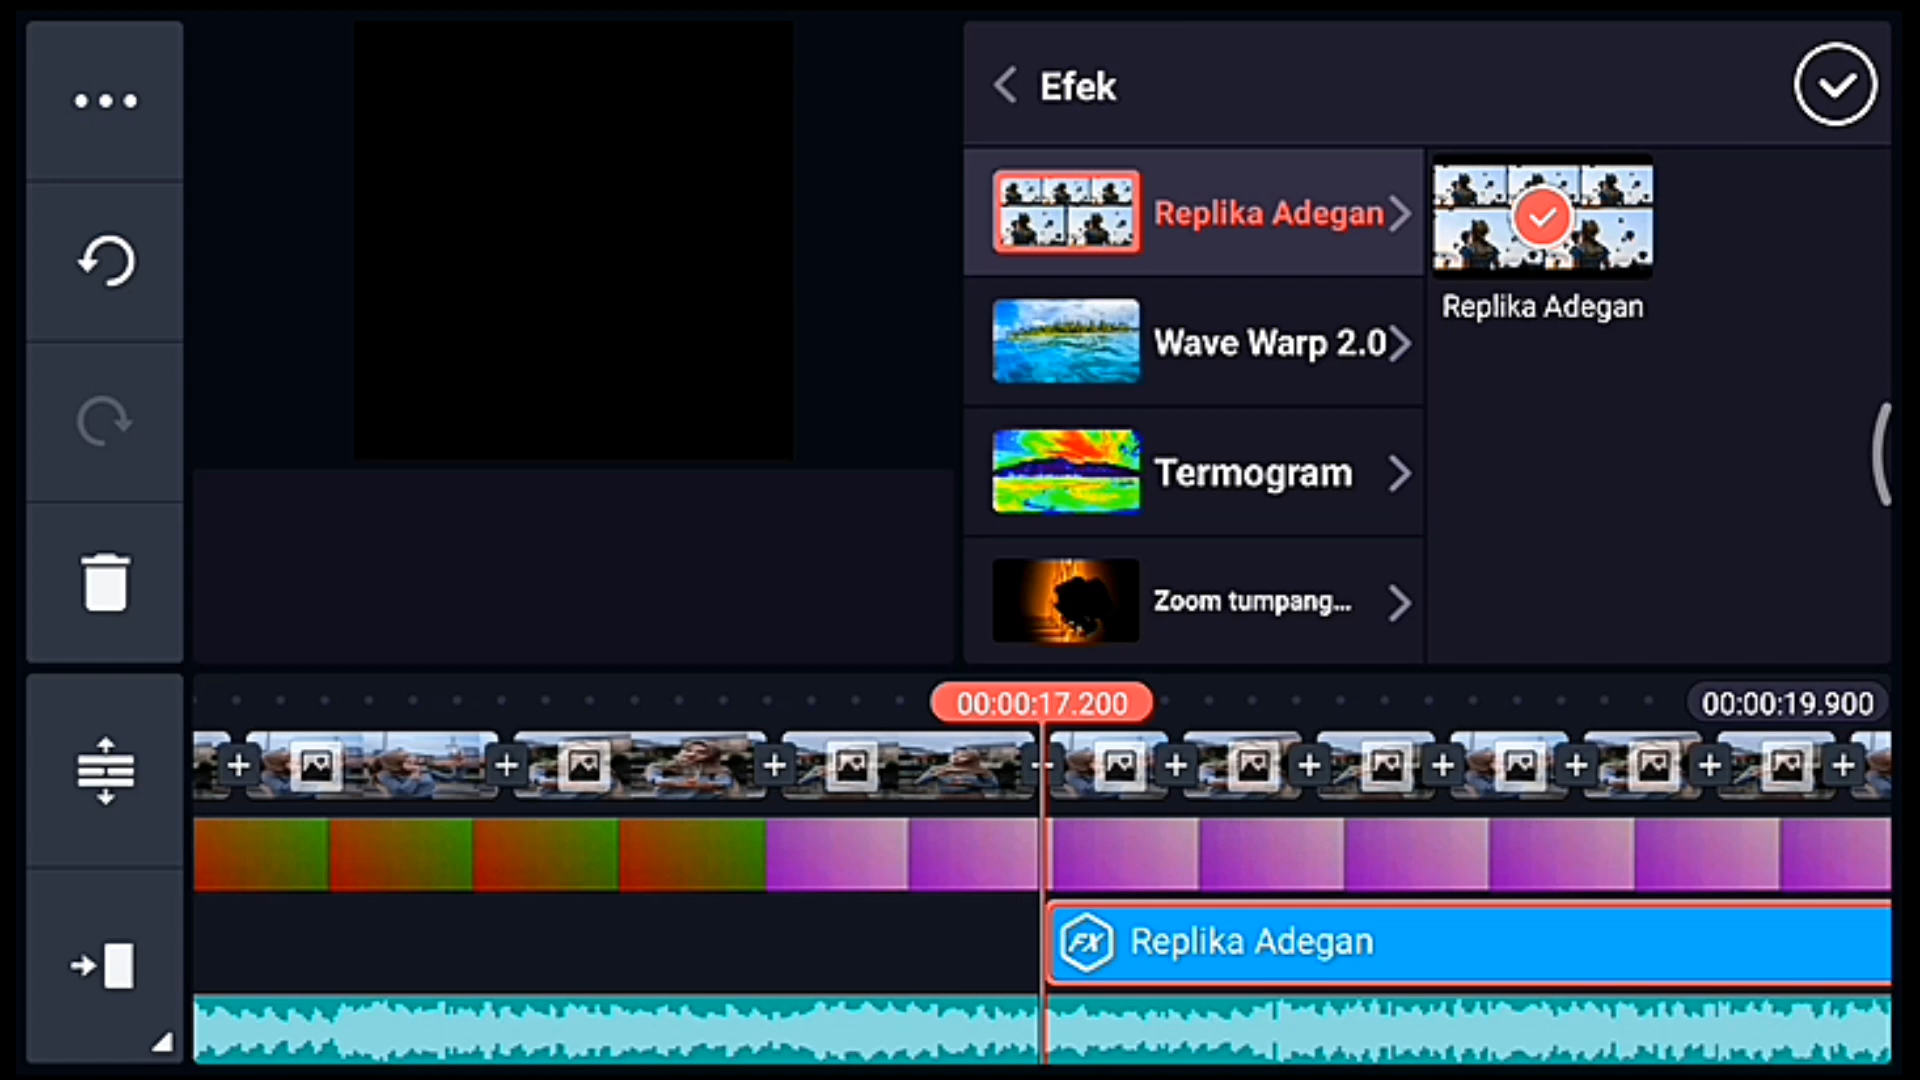 Efek
Replika Adegan
Replika Adegan
Wave Warp 2.0
Termogram
Zoom tumpang...
00:00:17.200
00:00:19.900
FX Replika Adegan